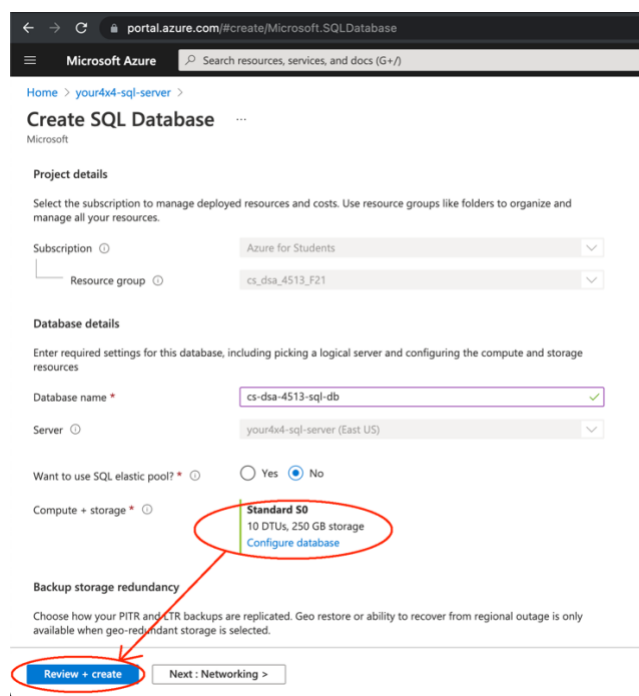 portal.azure.com/#create/Microsoft.SQLDatabase
Microsoft Azure
Search resources, services, and docs (G+/)
Home > your4x4-sql-server >
Create SQL Database ...
Microsoft
Project details
Select the subscription to manage deployed resources and costs. Use resource groups like folders to organize and
manage all your resources.
Subscription
Azure for Students
Resource group
cs_dsa_4513_F21
Database details
Enter required settings for this database, including picking a logical server and configuring the compute and storage
resources
Database name *
cs-dsa-4513-sql-db
Server
your4x4-sql-server (East US)
Want to use SQL elastic pool? *
Yes
No
Compute + storage *
Standard S0
10 DTUs, 250 GB storage
Configure database
Backup storage redundancy
Choose how your PITR and LTR backups are replicated. Geo restore or ability to recover from regional outage is only
available when geo-redundant storage is selected.
Review + create
Next : Networking >